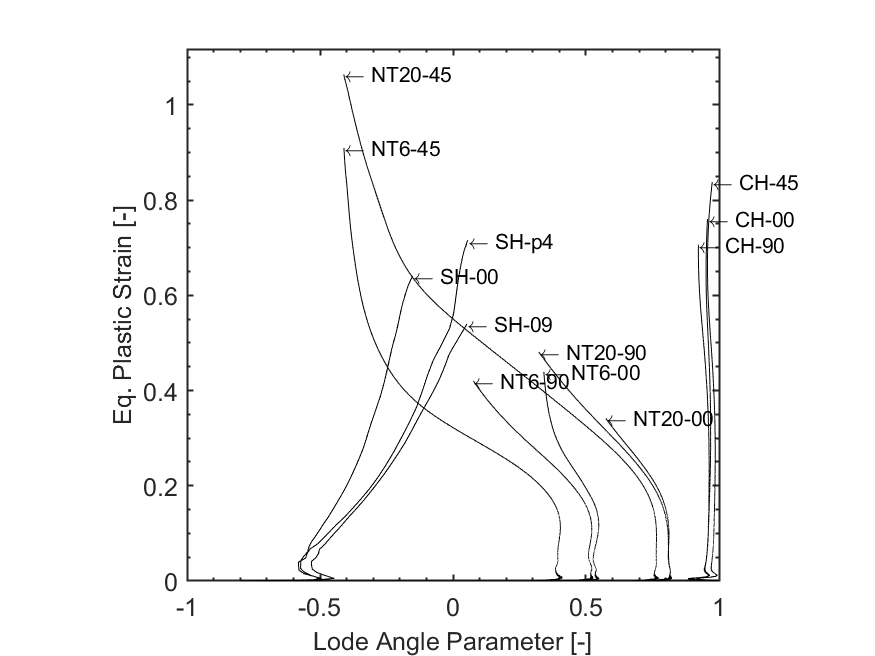 NT20-45
1
NT6-45
CH-45
0.8
CH-00
SH-p4
CH-90
SH-00
0.6
SH-09
NT20-90
NT6-00
NT6-90
0.4
NT20-00
0.2
0
-1
-0.5
0
0.5
1
Lode Angle Parameter [-]
Eq. Plastic Strain [-]